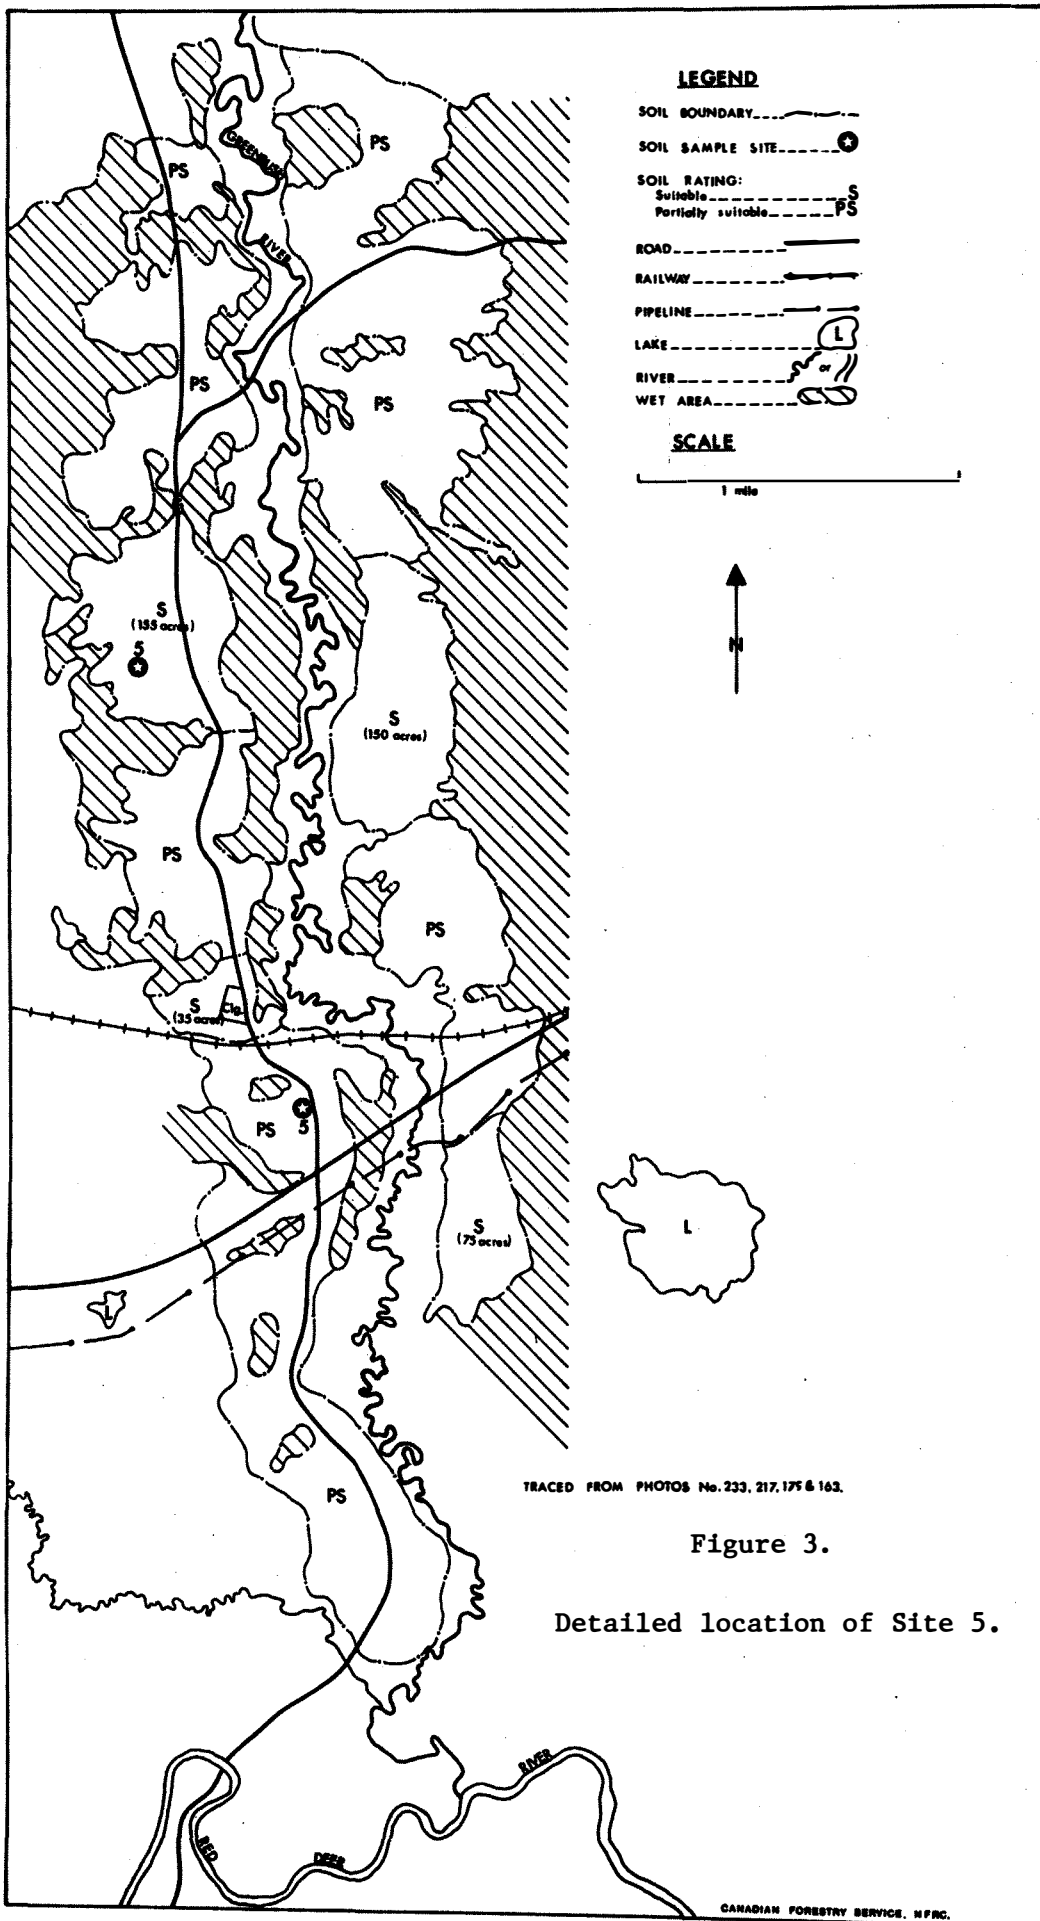 LEGEND
SOIL BOUNDARY
SOIL SAMPLE SITE
SOIL RATING:
Suitable S
Partially suitable PS
ROAD
RAILWAY
PIPELINE
LAKE L
RIVER or
WET AREA
SCALE
1 mile
N
PS
PS
RIVER
PS
PS
S
(155 acres)
5
S
(150 acres)
PS
PS
S
(35 acres)
Clg.
PS
5
S
(75 acres)
L
L
PS
TRACED FROM PHOTOS No. 233, 217, 175 & 163.
Figure 3.
Detailed location of Site 5.
RIVER
RED
DEER
CANADIAN FORESTRY SERVICE, NFRC.